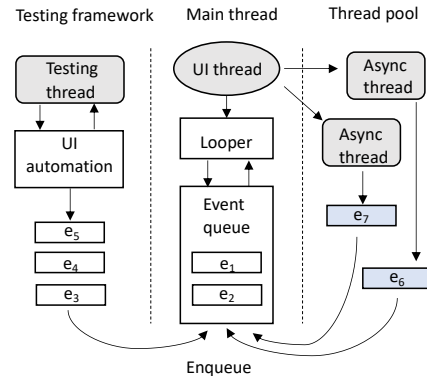 Testing framework
Main thread
Thread pool
Testing
thread
UI thread
Async
thread
UI
automation
Looper
Async
thread
Event
queue
e5
e4
e3
e1
e2
e7
e6
Enqueue